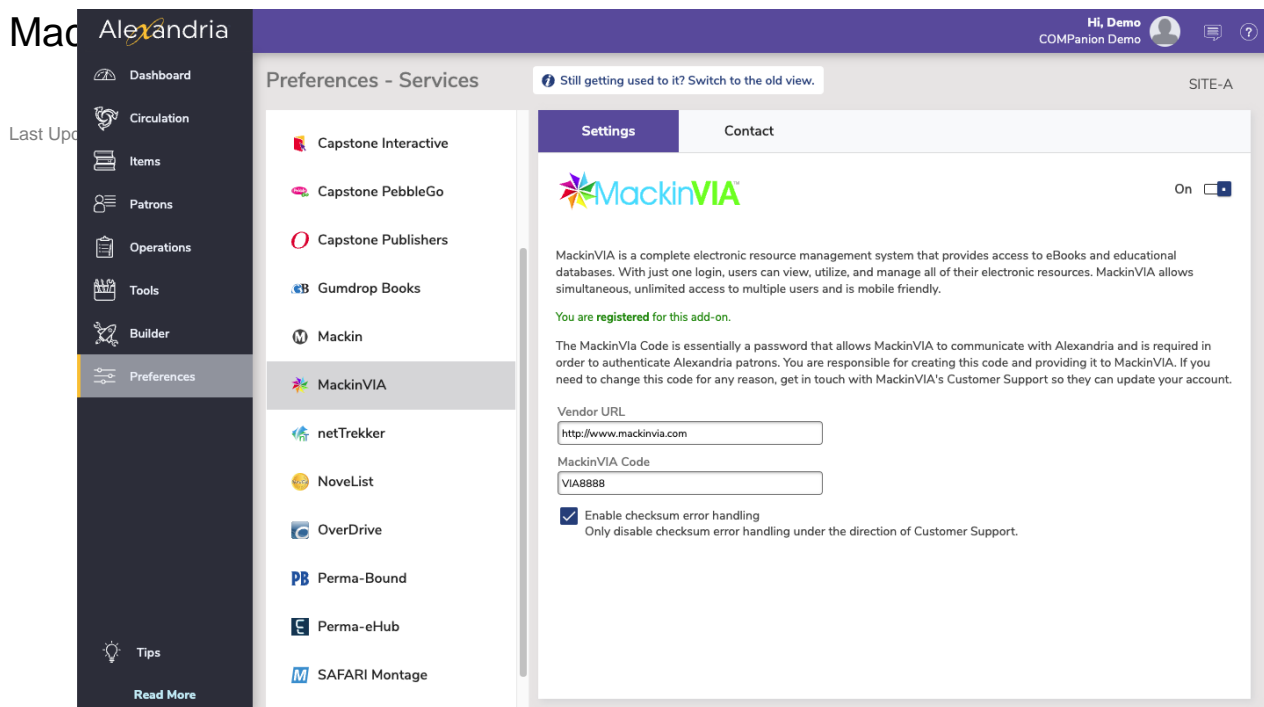 Mac
Last Upd
Alexandria
Hi, Demo
COMPanion Demo
Dashboard
Circulation
Items
Patrons
Operations
Tools
Builder
Preferences
Tips
Read More
Preferences - Services
Still getting used to it? Switch to the old view.
SITE-A
Capstone Interactive
Capstone PebbleGo
Capstone Publishers
Gumdrop Books
Mackin
MackinVIA
netTrekker
NoveList
OverDrive
Perma-Bound
Perma-eHub
SAFARI Montage
Settings
Contact
MackinVIA™
On
MackinVIA is a complete electronic resource management system that provides access to eBooks and educational
databases. With just one login, users can view, utilize, and manage all of their electronic resources. MackinVIA allows
simultaneous, unlimited access to multiple users and is mobile friendly.
You are registered for this add-on.
The MackinVIa Code is essentially a password that allows MackinVIA to communicate with Alexandria and is required in
order to authenticate Alexandria patrons. You are responsible for creating this code and providing it to MackinVIA. If you
need to change this code for any reason, get in touch with MackinVIA's Customer Support so they can update your account.
Vendor URL
http://www.mackinvia.com
MackinVIA Code
VIA8888
Enable checksum error handling
Only disable checksum error handling under the direction of Customer Support.